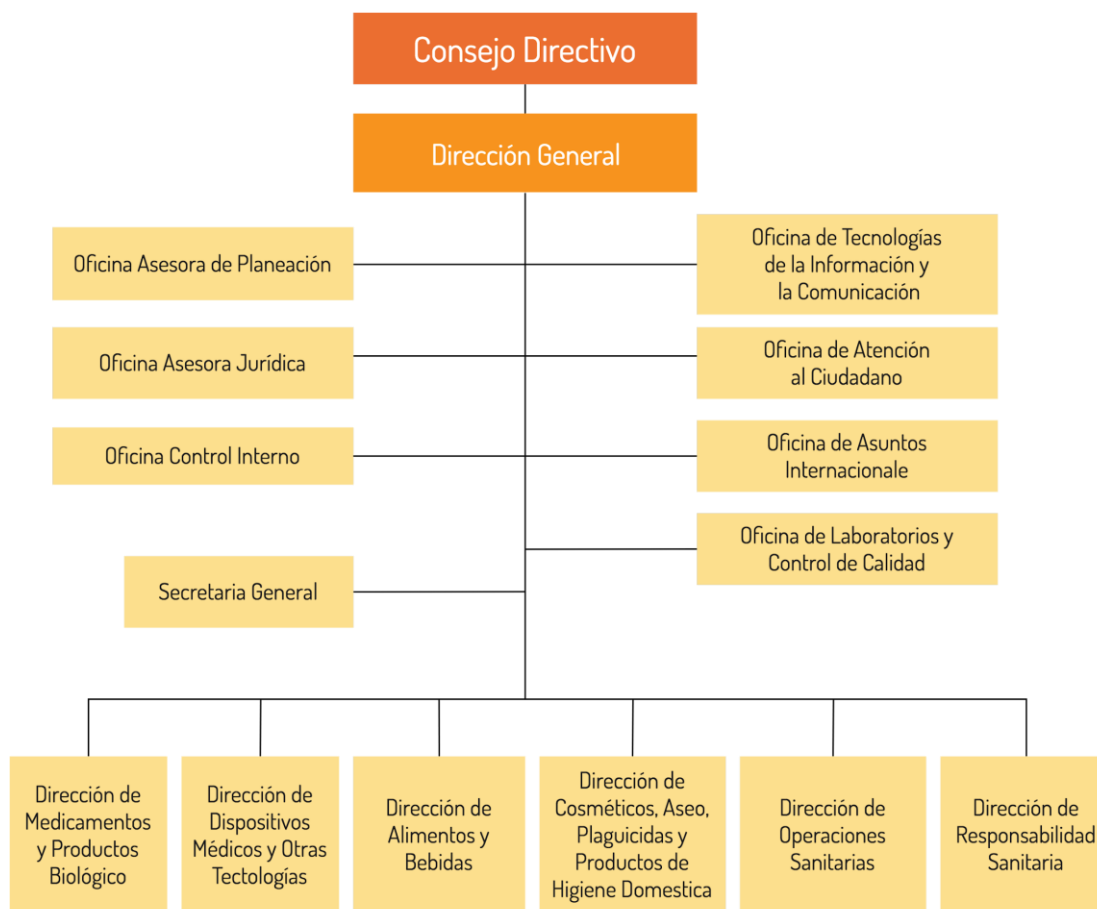 Consejo Directivo
Dirección General
Oficina Asesora de Planeación
Oficina de Tecnologías
de la Información y
la Comunicación
Oficina Asesora Jurídica
Oficina de Atención
al Ciudadano
Oficina Control Interno
Oficina de Asuntos
Internacionale
Oficina de Laboratorios y
Control de Calidad
Secretaria General
Dirección de
Medicamentos
y Productos
Biológico
Dirección de
Dispositivos
Médicos y Otras
Tectologías
Dirección de
Alimentos y
Bebidas
Dirección de
Cosméticos, Aseo,
Plaguicidas y
Productos de
Higiene Domestica
Dirección de
Operaciones
Sanitarias
Dirección de
Responsabilidad
Sanitaria